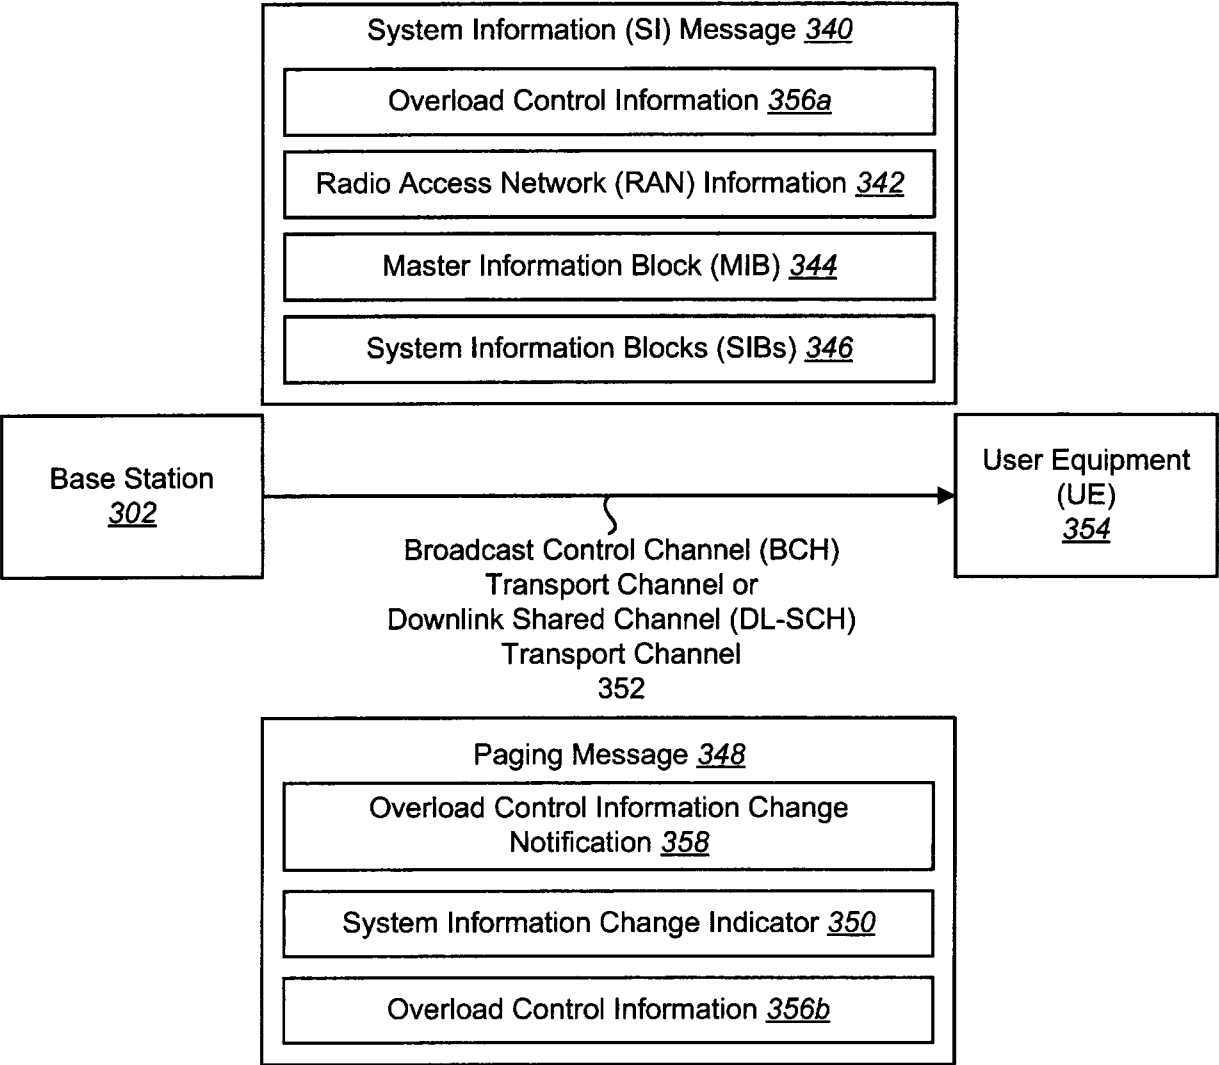 System Information (SI) Message 340
Overload Control Information 356a
Radio Access Network (RAN) Information 342
Master Information Block (MIB) 344
System Information Blocks (SIBs) 346
Base Station
302
User Equipment
(UE)
354
Broadcast Control Channel (BCH)
Transport Channel or
Downlink Shared Channel (DL-SCH)
Transport Channel
352
Paging Message 348
Overload Control Information Change
Notification 358
System Information Change Indicator 350
Overload Control Information 356b